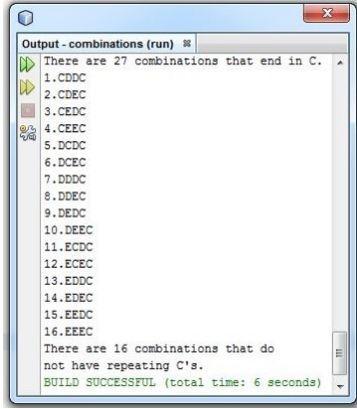 Output - combinations (run)
There are 27 combinations that end in C.
1.CDDC
2.CDEC
3.CEDC
4.CEEC
5.DCDC
6.DCEC
7.DDDC
8.DDEC
9.DEDC
10.DEEC
11.ECDC
12.ECEC
13.EDDC
14.EDEC
15.EEDC
16.EEEC
There are 16 combinations that do
not have repeating C's.
BUILD SUCCESSFUL (total time: 6 seconds)